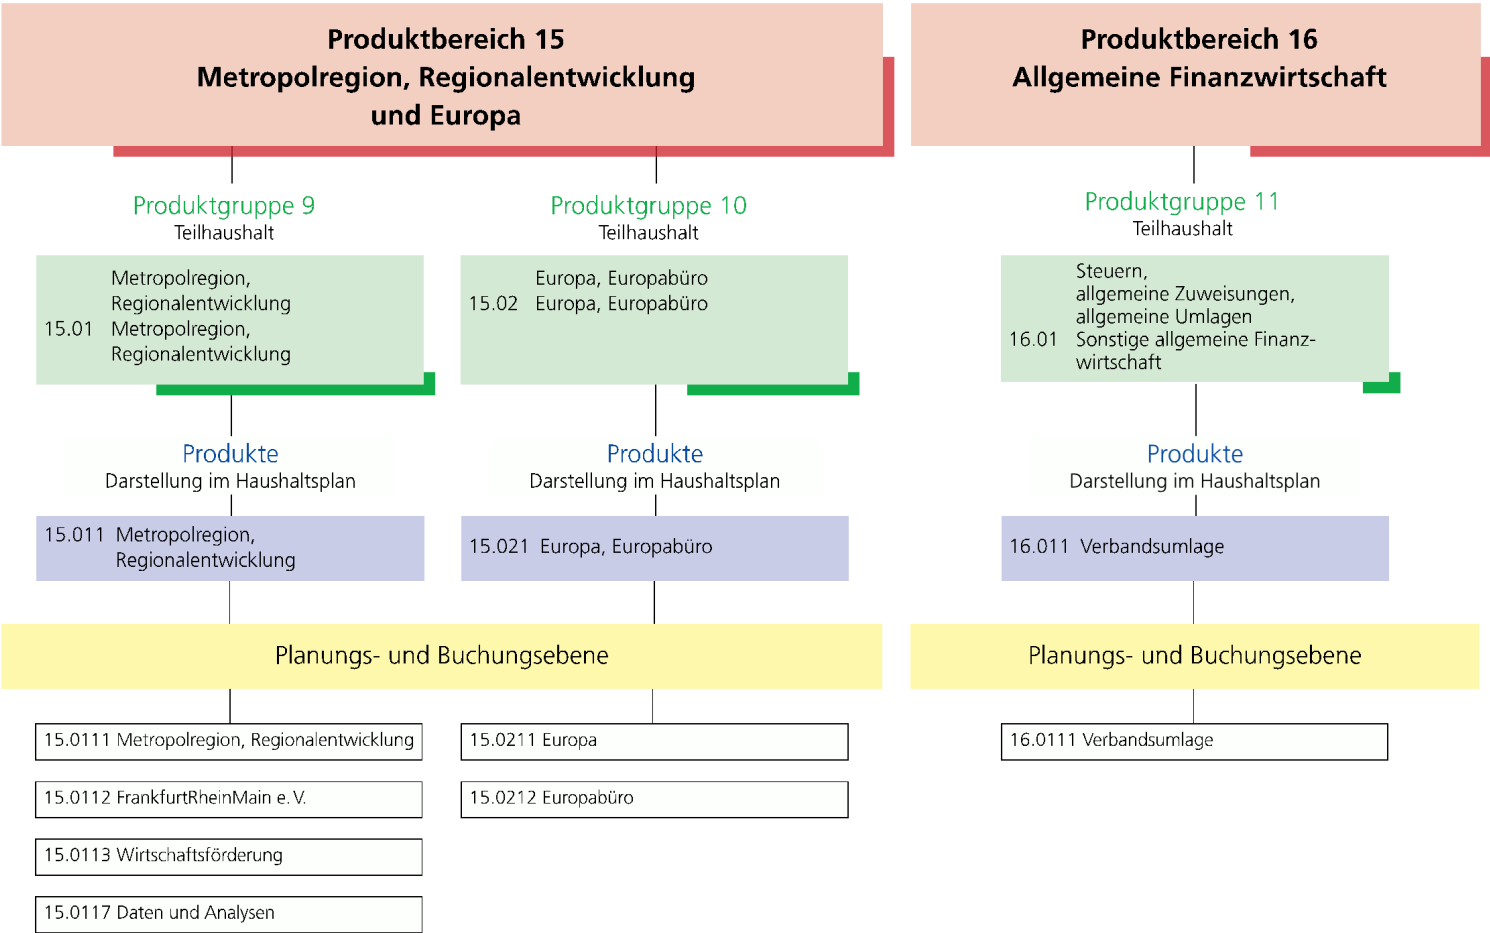 Produktbereich 15
Metropolregion, Regionalentwicklung
und Europa
Produktgruppe 9
Teilhaushalt
Metropolregion,
Regionalentwicklung
15.01 Metropolregion,
Regionalentwicklung
Produkte
Darstellung im Haushaltsplan
15.011 Metropolregion,
Regionalentwicklung
Produktgruppe 10
Teilhaushalt
Europa, Europabüro
15.02 Europa, Europabüro
Produkte
Darstellung im Haushaltsplan
15.021 Europa, Europabüro
Planungs- und Buchungsebene
15.0111 Metropolregion, Regionalentwicklung
15.0112 FrankfurtRheinMain e. V.
15.0113 Wirtschaftsförderung
15.0117 Daten und Analysen
15.0211 Europa
15.0212 Europabüro
Produktbereich 16
Allgemeine Finanzwirtschaft
Produktgruppe 11
Teilhaushalt
Steuern,
allgemeine Zuweisungen,
allgemeine Umlagen
16.01 Sonstige allgemeine Finanz-
wirtschaft
Produkte
Darstellung im Haushaltsplan
16.011 Verbandsumlage
Planungs- und Buchungsebene
16.0111 Verbandsumlage